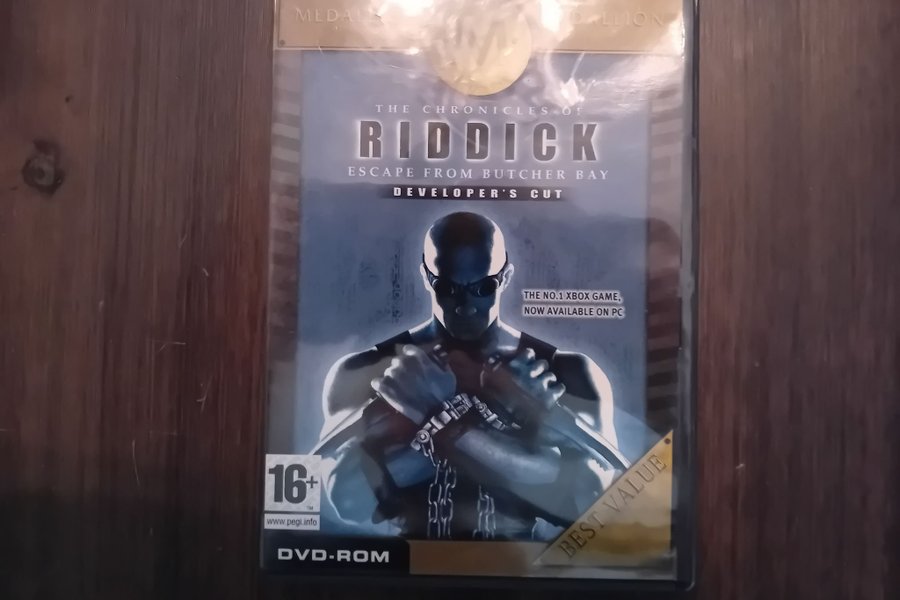 THE CHRONICLES OF
RIDDICK
ESCAPE FROM BUTCHER BAY
DEVELOPER'S CUT
THE NO.1 XBOX GAME,
NOW AVAILABLE ON PC
16+
www.pegi.info
BEST VALUE
DVD-ROM